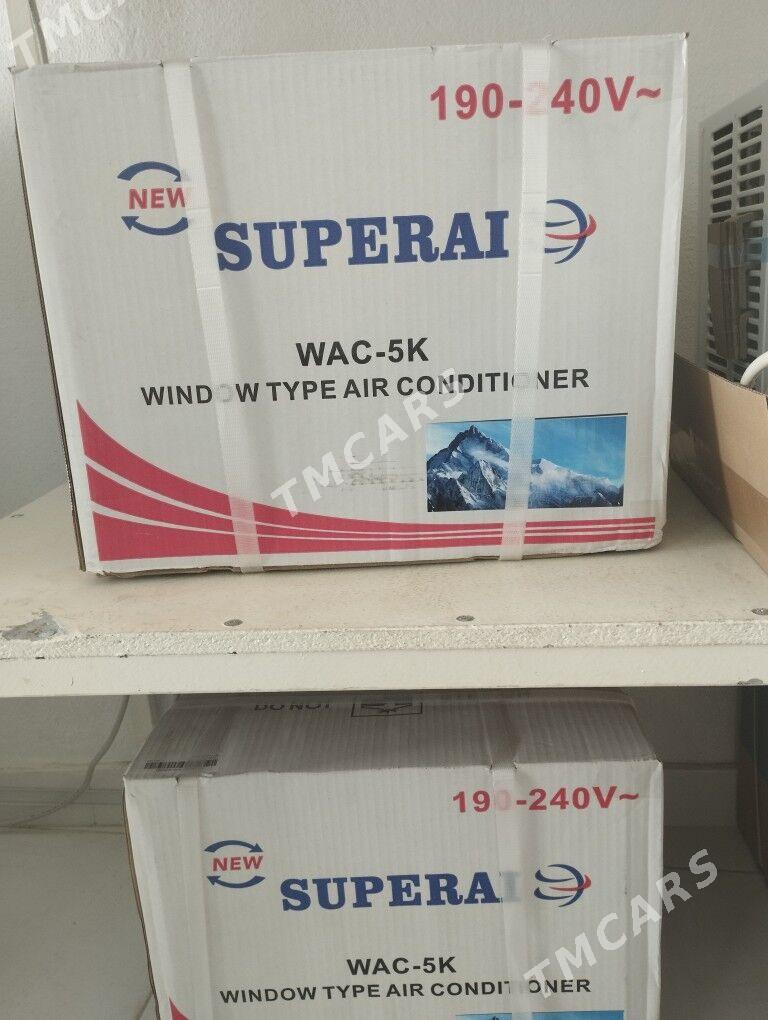 TMCARS
190-240V~
NEW
SUPERAI
WAC-5K
WINDOW TYPE AIR CONDITIONER
TMCARS
DO NOT
190-240V~
NEW
SUPERAI
WAC-5K
WINDOW TYPE AIR CONDITIONER
TMCARS